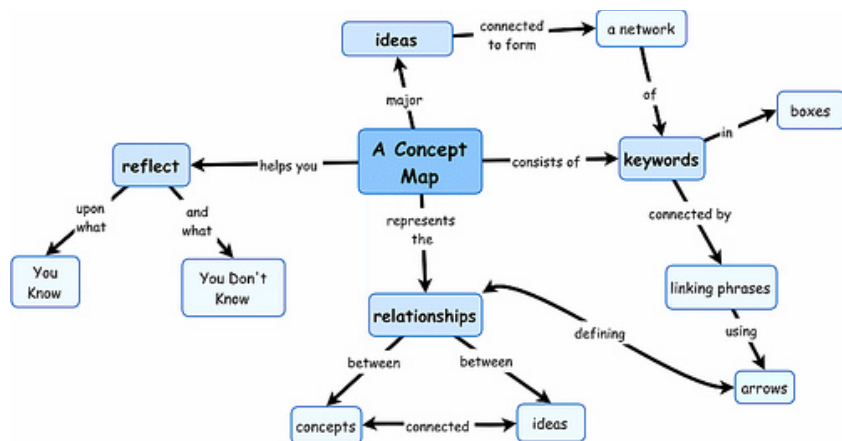 ideas
connected
to form
a network
major
of
boxes
in
A Concept
Map
reflect
helps you
consists of
keywords
upon
what
and
what
represents
the
connected by
You
Know
You Don't
Know
linking phrases
relationships
defining
using
between
between
arrows
concepts
connected
ideas